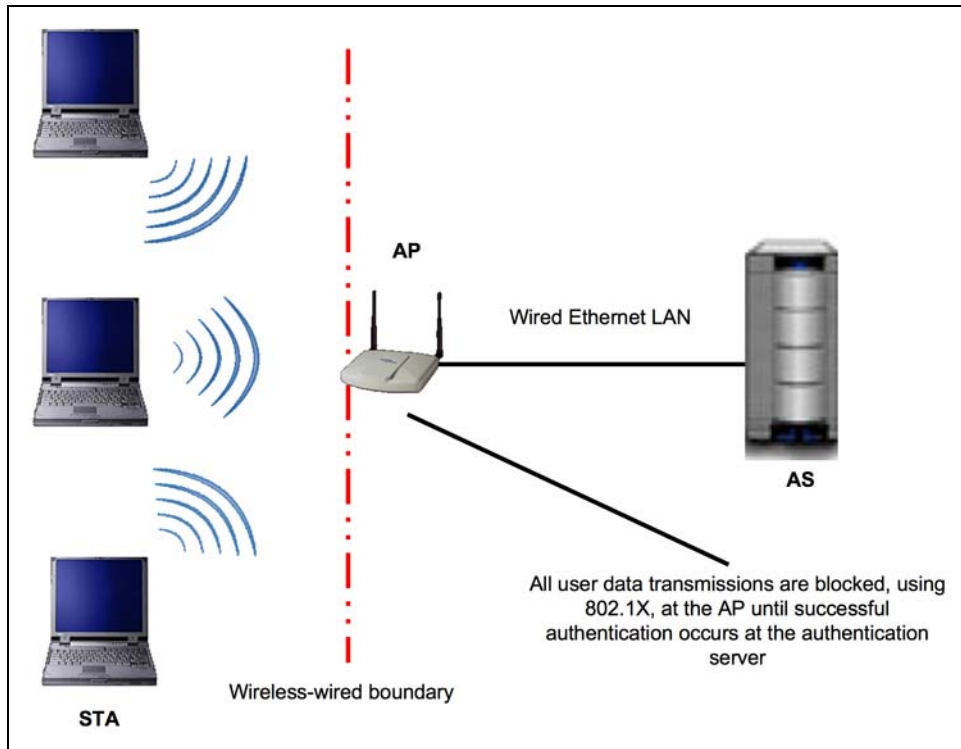 AP
Wired Ethernet LAN
AS
All user data transmissions are blocked, using
802.1X, at the AP until successful
authentication occurs at the authentication
server
Wireless-wired boundary
STA